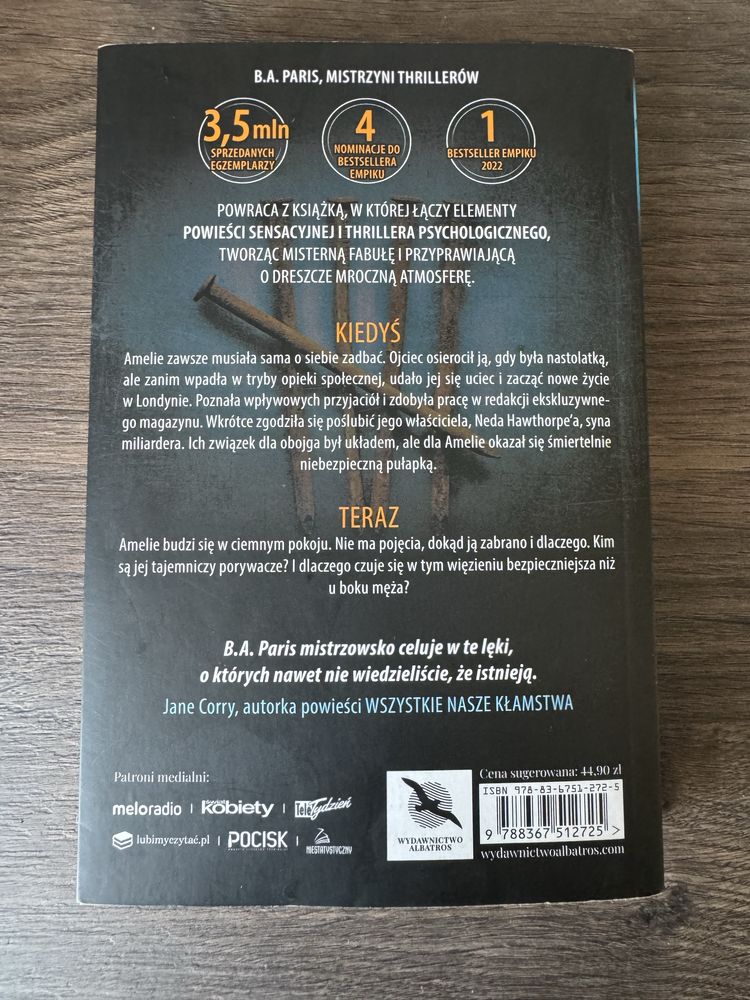 B.A. PARIS, MISTRZYNI THRILLERÓW
3,5 mln
SPRZEDANYCH
EGZEMPLARZY
4
NOMINACJE DO
BESTSELLERA
EMPIKU
1
BESTSELLER EMPIKU
2022
POWRACA Z KSIĄŻKĄ, W KTÓREJ ŁĄCZY ELEMENTY
POWIEŚCI SENSACYJNEJ I THRILLERA PSYCHOLOGICZNEGO,
TWORZĄC MISTERNĄ FABUŁĘ I PRZYPRAWIAJĄCĄ
O DRESZCZE MROCZNĄ ATMOSFERĘ.
KIEDYŚ
Amelie zawsze musiała sama o siebie zadbać. Ojciec osierocił ją, gdy była nastolatką,
ale zanim wpadła w tryby opieki społecznej, udało jej się uciec i zacząć nowe życie
w Londynie. Poznała wpływowych przyjaciół i zdobyła pracę w redakcji ekskluzywne-
go magazynu. Wkrótce zgodziła się poślubić jego właściciela, Neda Hawthorpe'a, syna
miliardera. Ich związek dla obojga był układem, ale dla Amelie okazał się śmiertelnie
niebezpieczną pułapką.
TERAZ
Amelie budzi się w ciemnym pokoju. Nie ma pojęcia, dokąd ją zabrano i dlaczego. Kim
są jej tajemniczy porywacze? I dlaczego czuje się w tym więzieniu bezpieczniejsza niż
u boku męża?
B.A. Paris mistrzowsko celuje w te lęki,
o których nawet nie wiedzieliście, że istnieją.
Jane Corry, autorka powieści WSZYSTKIE NASZE KŁAMSTWA
Patroni medialni:
meloradio
Kobiety
TeleTydzień
lubimyczytać.pl
POCISK
NIESTATYSTYCZNY
WYDAWNICTWO
ALBATROS
Cena sugerowana: 44,90 zł
ISBN 978-83-6751-272-5
9 788367 512725 >
wydawnictwoalbatros.com